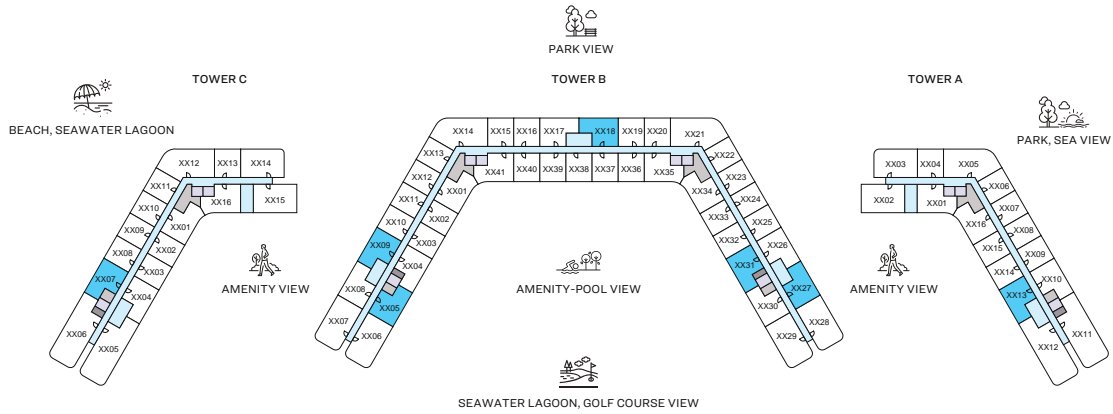 PARK VIEW
TOWER C
TOWER B
TOWER A
BEACH, SEAWATER LAGOON
PARK, SEA VIEW
XX12
XX13
XX14
XX11
XX10
XX09
XX08
XX07
XX06
XX15
XX16
XX01
XX02
XX03
XX04
XX05
XX14
XX15
XX16
XX17
XX18
XX19
XX20
XX21
XX13
XX12
XX11
XX10
XX09
XX08
XX07
XX06
XX05
XX04
XX03
XX02
XX01
XX41
XX40
XX39
XX38
XX37
XX36
XX35
XX34
XX33
XX32
XX31
XX30
XX29
XX22
XX23
XX24
XX25
XX26
XX27
XX28
XX03
XX04
XX05
XX02
XX01
XX06
XX07
XX08
XX09
XX10
XX11
XX16
XX15
XX14
XX13
XX12
AMENITY VIEW
AMENITY-POOL VIEW
AMENITY VIEW
SEAWATER LAGOON, GOLF COURSE VIEW